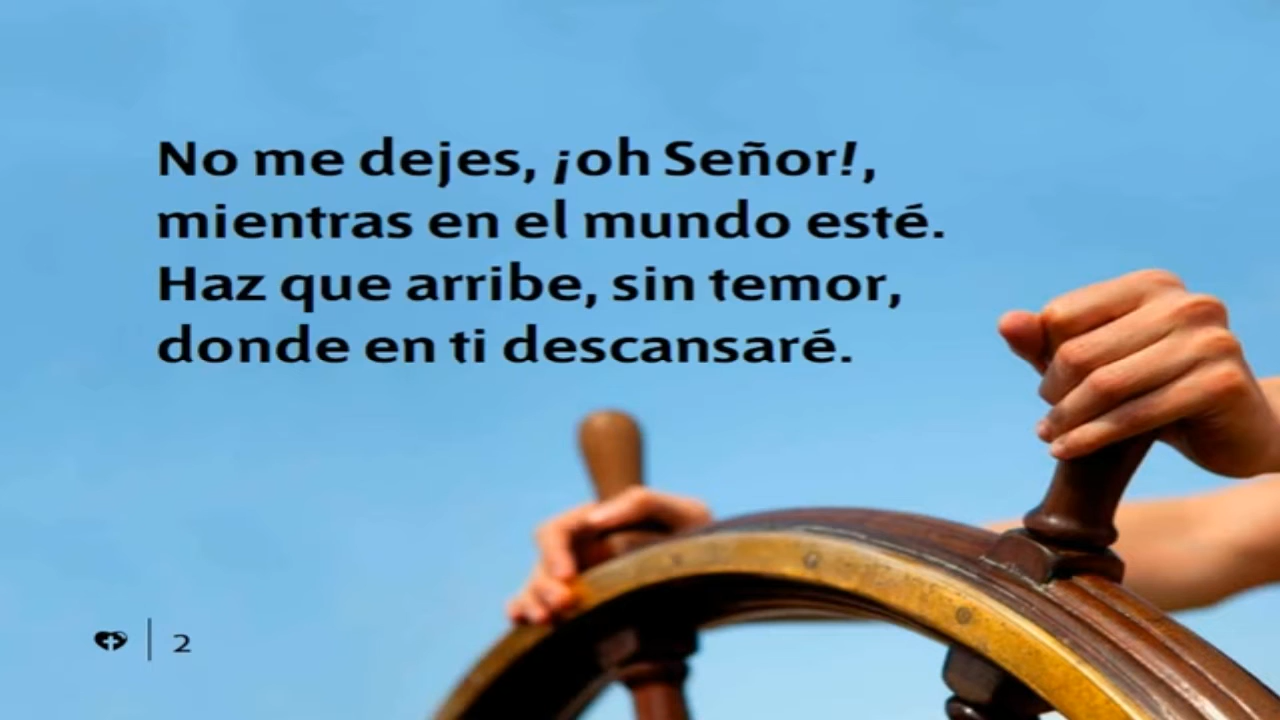 No me dejes, ¡oh Señor!,
mientras en el mundo esté.
Haz que arribe, sin temor,
donde en ti descansaré.
2